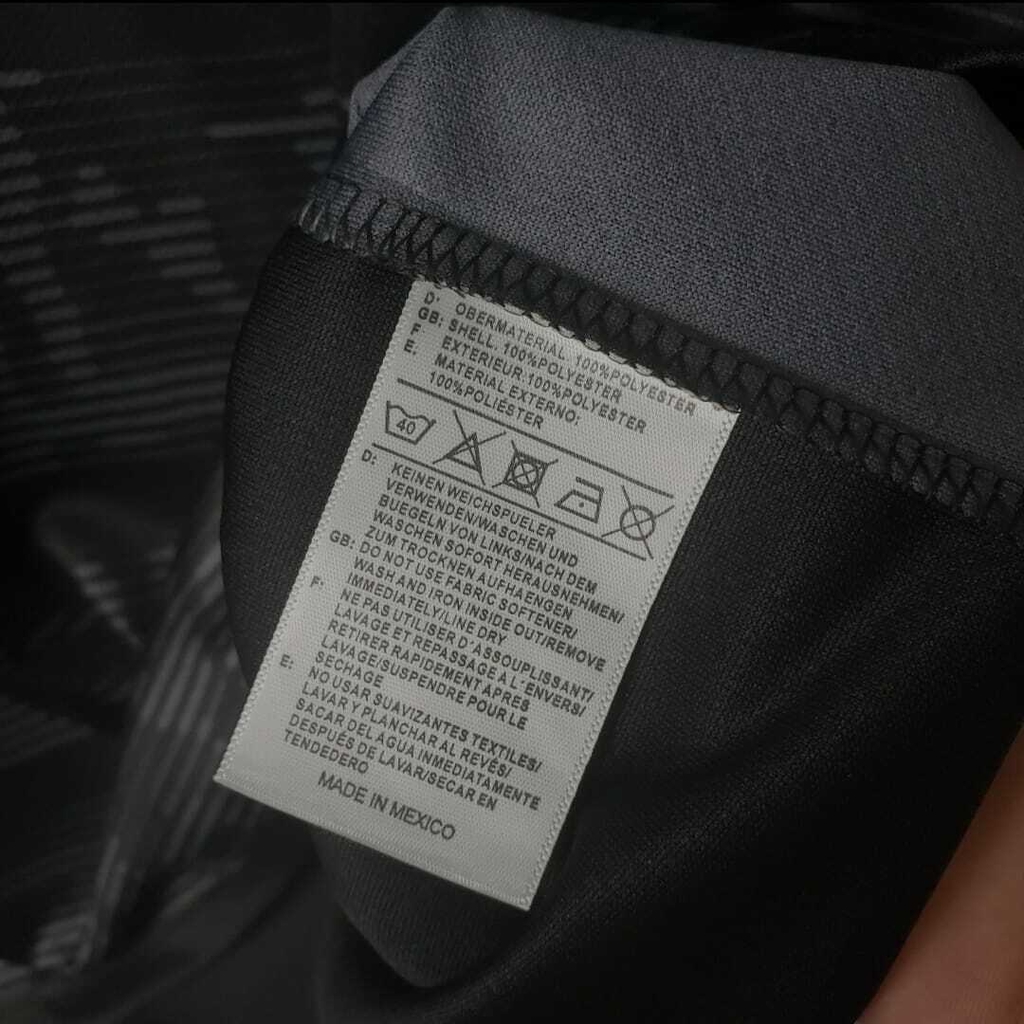 D: OBERMATERIAL. 100%POLYESTER
GB: SHELL. 100%POLYESTER
F: EXTERIEUR:100%POLYESTER
E: MATERIAL EXTERNO:
100%POLIÉSTER
40
D: KEINEN WEICHSPUELER
VERWENDEN/WASCHEN UND
BUEGELN VON LINKS/NACH DEM
WASCHEN SOFORT HERAUSNEHMEN/
ZUM TROCKNEN AUFHAENGEN
GB: DO NOT USE FABRIC SOFTENER/
WASH AND IRON INSIDE OUT/REMOVE
IMMEDIATELY/LINE DRY
F: NE PAS UTILISER D'ASSOUPLISSANT/
LAVAGE ET REPASSAGE A L'ENVERS/
RETIRER RAPIDEMENT APRES
LAVAGE/SUSPENDRE POUR LE
SECHAGE
E: NO USAR SUAVIZANTES TEXTILES/
LAVAR Y PLANCHAR AL REVÉS/
SACAR DEL AGUA INMEDIATAMENTE
DESPUÉS DE LAVAR/SECAR EN
TENDEDERO
MADE IN MEXICO